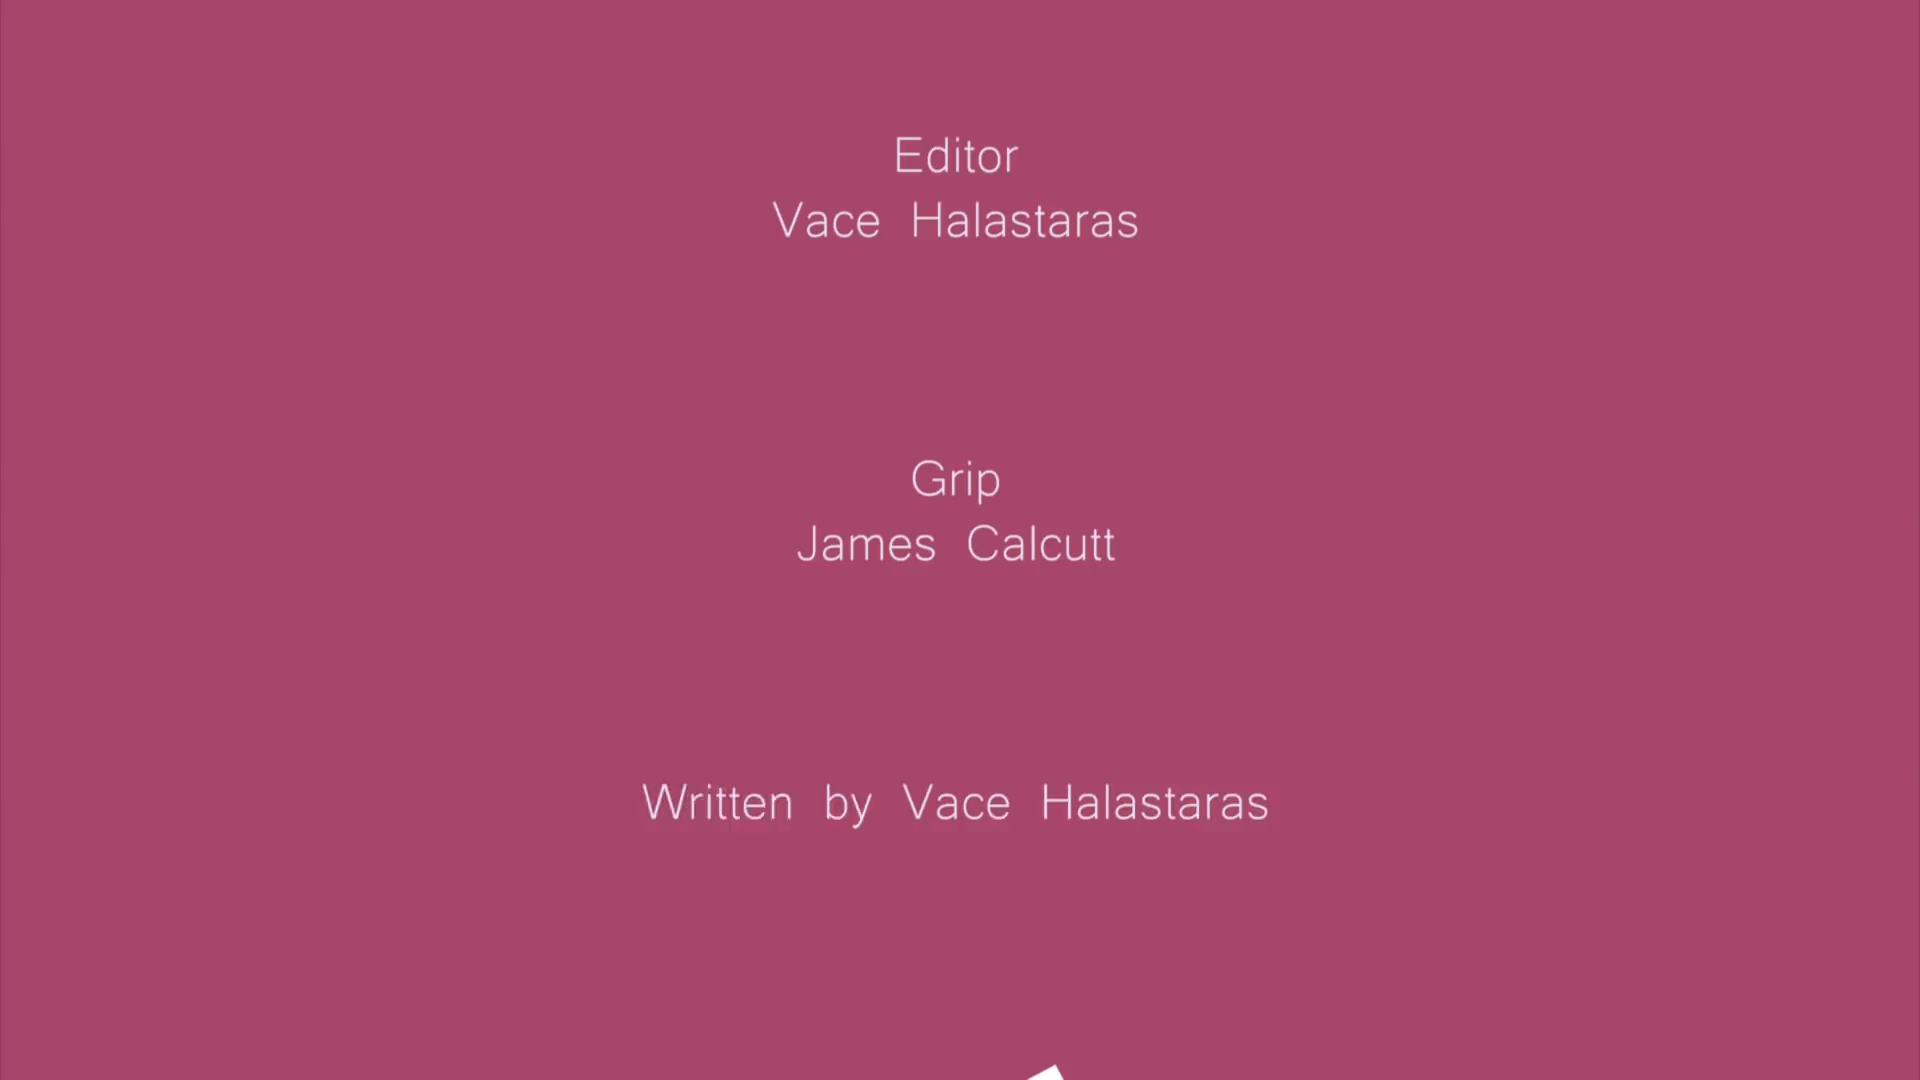 Editor
Vace Halastaras
Grip
James Calcutt
Written by Vace Halastaras